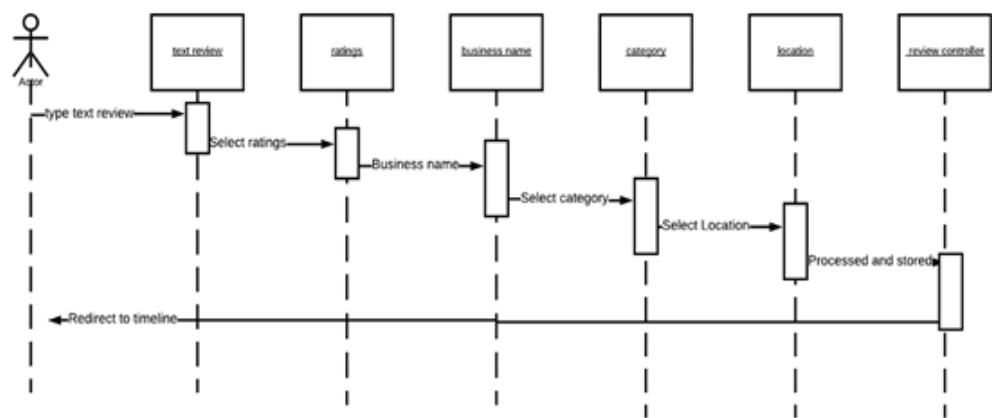 text review
ratings
business name
category
location
review controller
Actor
type text review
Select ratings
Business name
Select category
Select Location
Processed and stored
Redirect to timeline